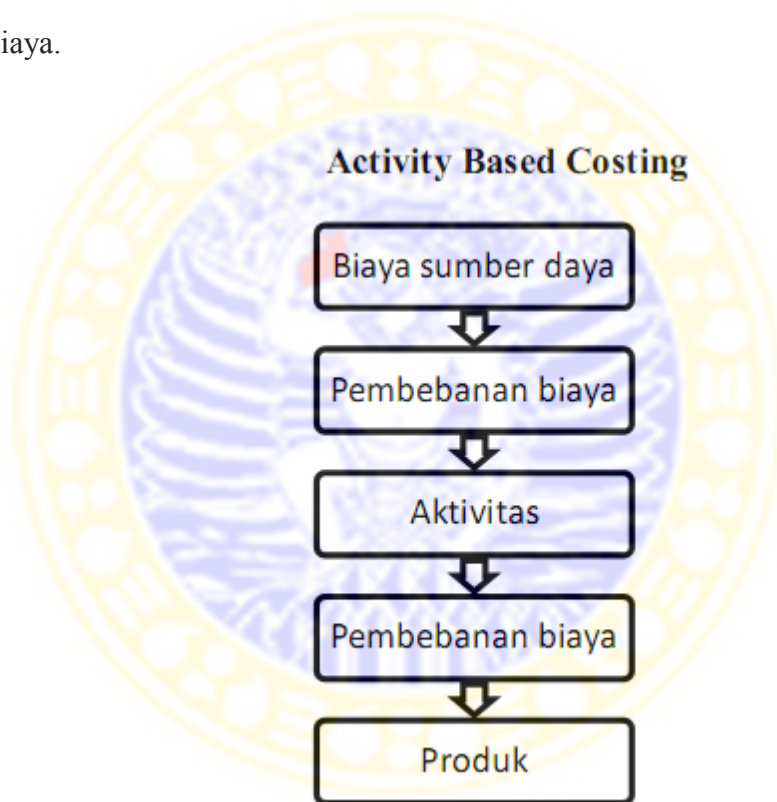 iaya.
Activity Based Costing
Biaya sumber daya
Pembebanan biaya
Aktivitas
Pembebanan biaya
Produk